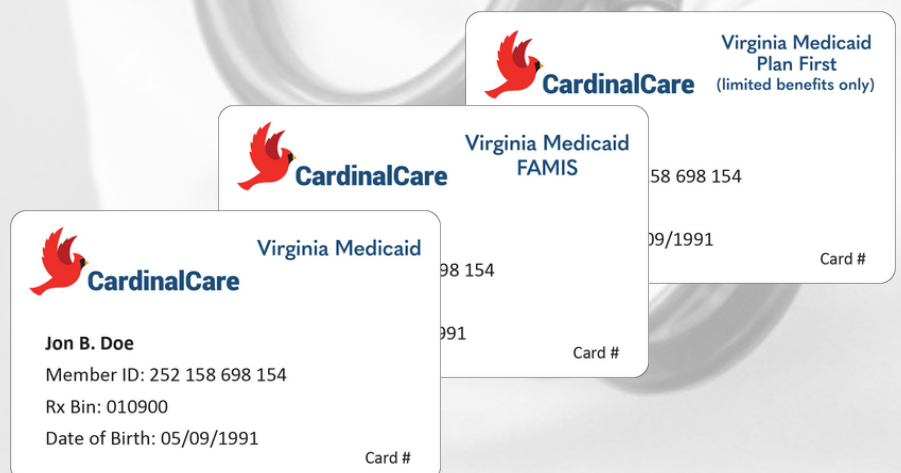 CardinalCare
Virginia Medicaid
Plan First
(limited benefits only)
58 698 154
09/1991
Card #
CardinalCare
Virginia Medicaid
FAMIS
98 154
991
Card #
CardinalCare
Virginia Medicaid
Jon B. Doe
Member ID: 252 158 698 154
Rx Bin: 010900
Date of Birth: 05/09/1991
Card #